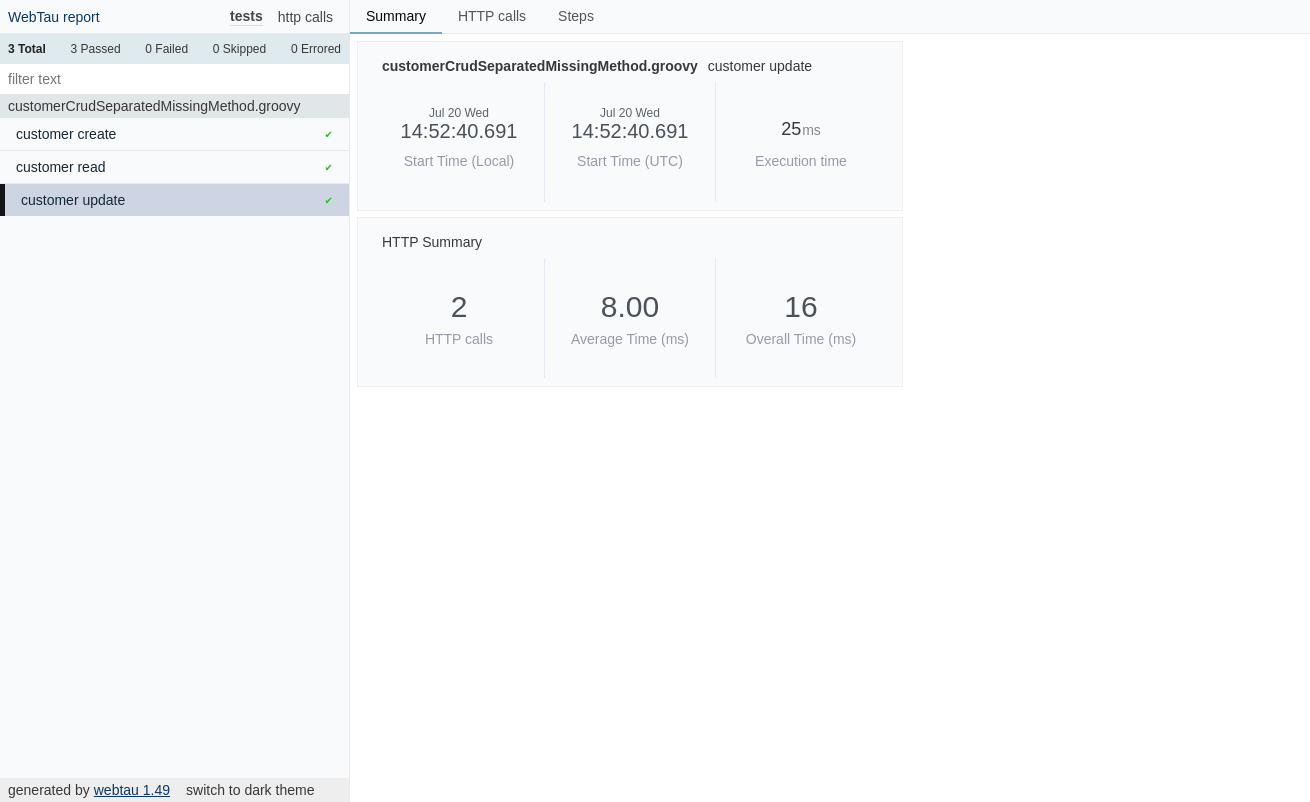 WebTau report tests http calls
3 Total 3 Passed 0 Failed 0 Skipped 0 Errored
filter text
customerCrudSeparatedMissingMethod.groovy
customer create ✔
customer read ✔
customer update ✔
generated by webtau 1.49 switch to dark theme
Summary HTTP calls Steps
customerCrudSeparatedMissingMethod.groovy customer update
Jul 20 Wed
14:52:40.691
Start Time (Local)
Jul 20 Wed
14:52:40.691
Start Time (UTC)
25 ms
Execution time
HTTP Summary
2
HTTP calls
8.00
Average Time (ms)
16
Overall Time (ms)